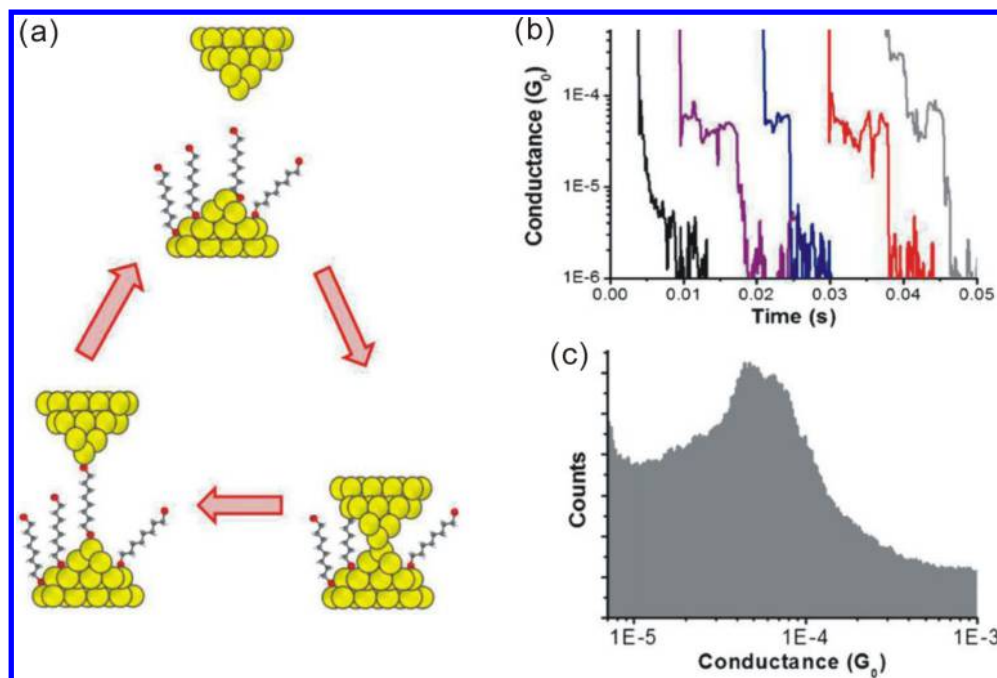 (a)
(b)
Conductance (G₀)
1E-4
1E-5
1E-6
0.00 0.01 0.02 0.03 0.04 0.05
Time (s)
(c)
Counts
1E-5 1E-4 1E-3
Conductance (G₀)